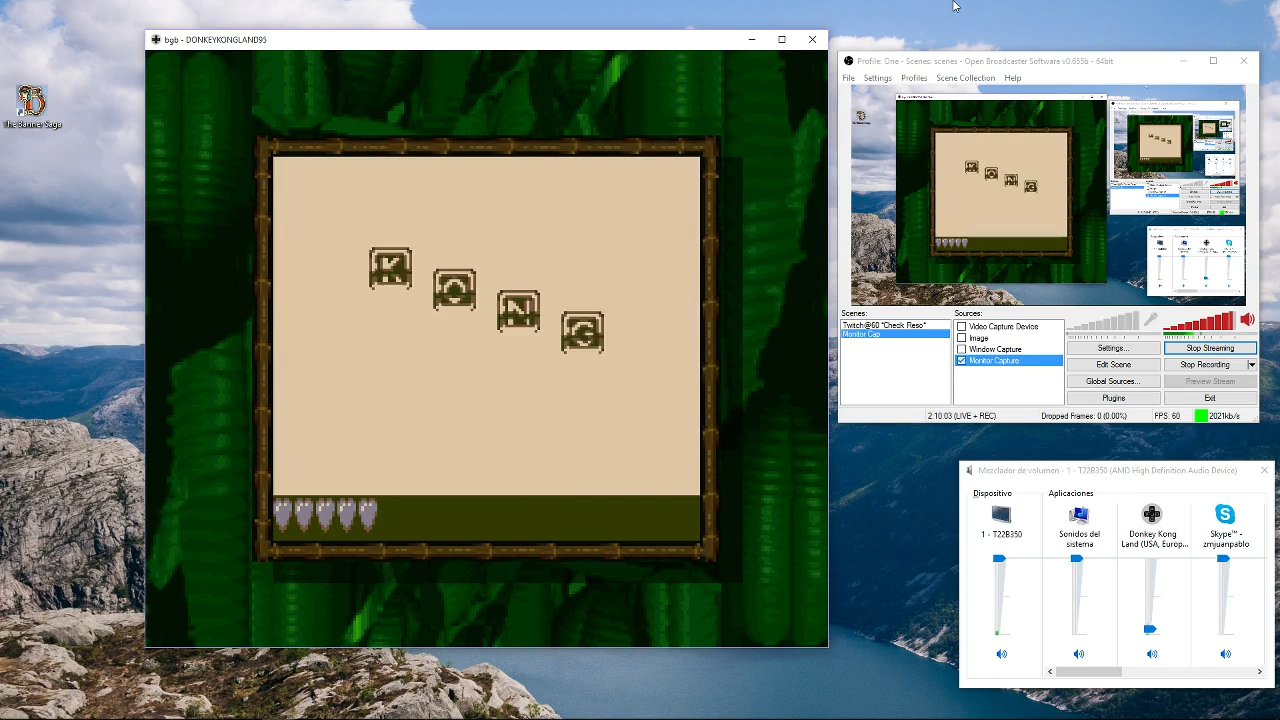 The Banner Saga
bgb - DONKEYKONGLAND95
K
O
N
G
Profile: One - Scenes: scenes - Open Broadcaster Software v0.655b - 64bit
File Settings Profiles Scene Collection Help
Scenes:
Twitch@60 *Check Reso*
Monitor Cap
Sources:
Video Capture Device
Image
Window Capture
Monitor Capture
Settings...
Stop Streaming
Edit Scene
Stop Recording
Global Sources...
Preview Stream
Plugins
Exit
2:10:03 (LIVE + REC)
Dropped Frames: 0 (0.00%)
FPS: 60
2021kb/s
Mezclador de volumen - 1 - T22B350 (AMD High Definition Audio Device)
Dispositivo
Aplicaciones
1 - T22B350
Sonidos del
sistema
Donkey Kong
Land (USA, Europ...
Skype™ -
zmjuanpablo